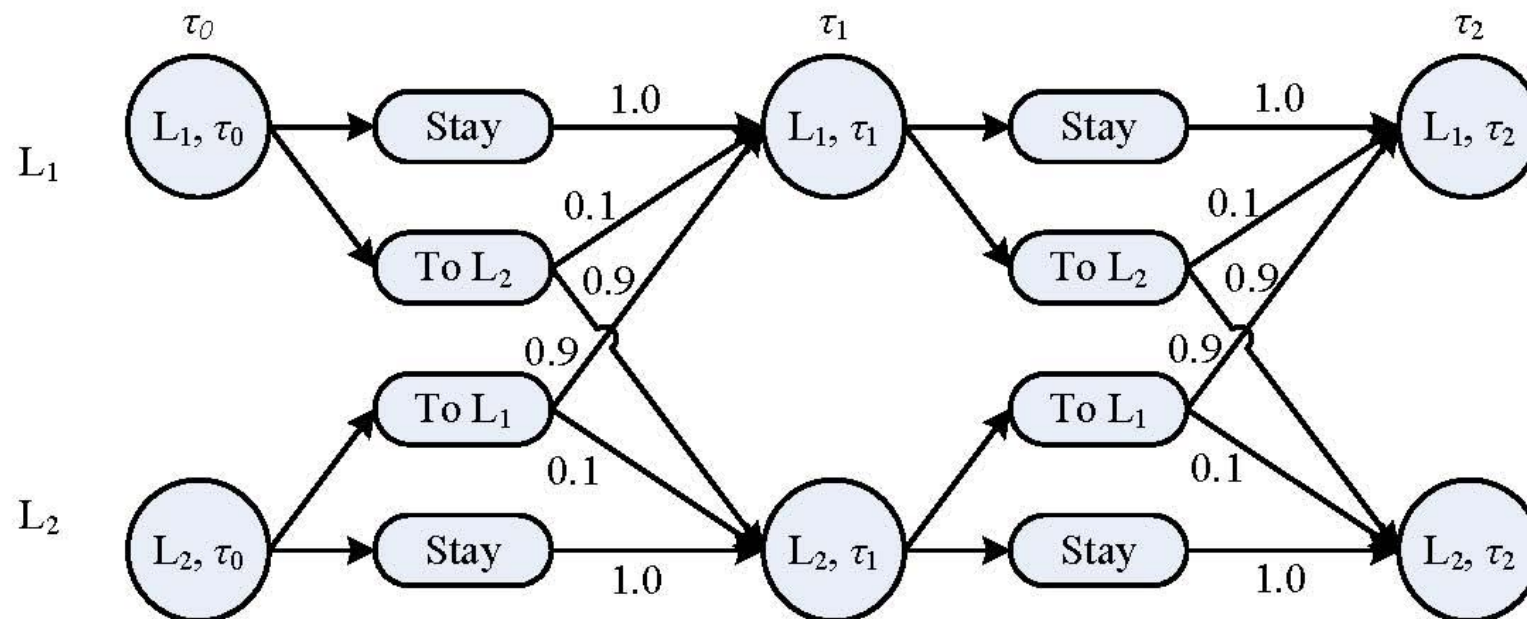 τ0 τ1 τ2
L1, τ0 Stay 1.0 L1, τ1 Stay 1.0 L1, τ2
L1
0.1 0.1
To L2 0.9 To L2 0.9
0.9 0.9
To L1 To L1
0.1 0.1
L2
L2, τ0 Stay 1.0 L2, τ1 Stay 1.0 L2, τ2